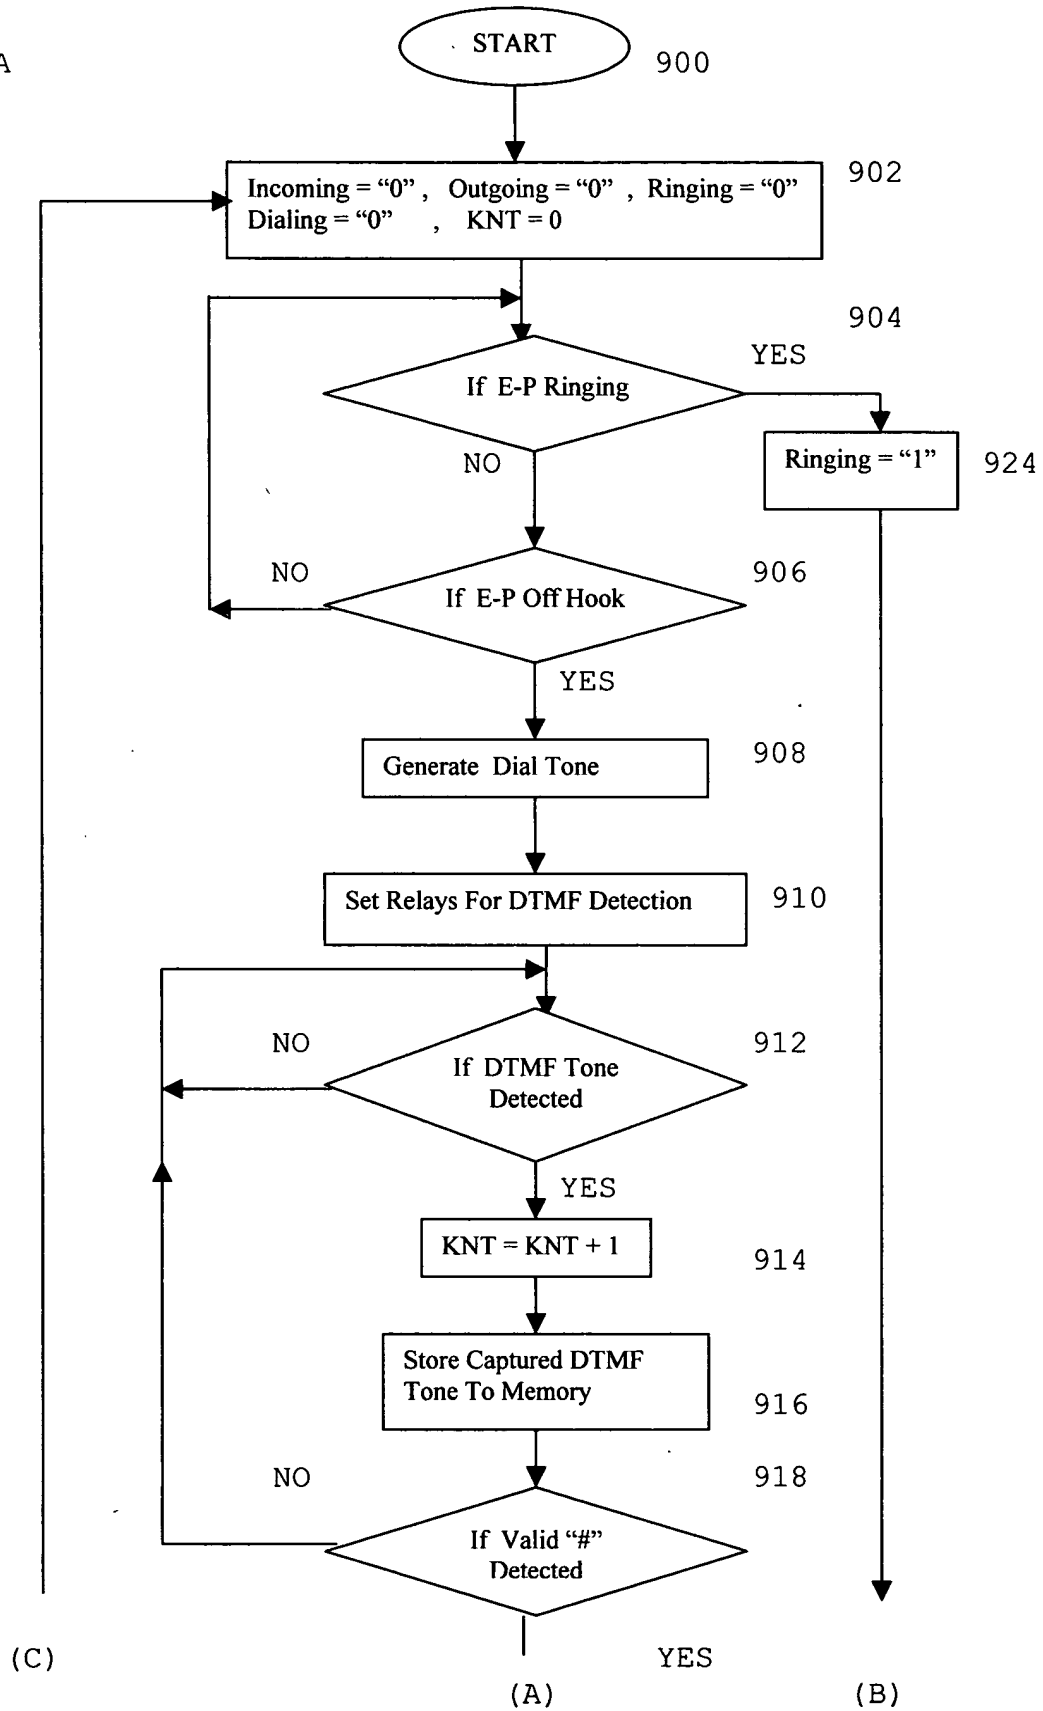 START
A
900
902
Incoming = “0” , Outgoing = “0” , Ringing = “0”
Dialing = “0” , KNT = 0
904
YES
If E-P Ringing
NO
Ringing = “1”
924
NO
906
If E-P Off Hook
YES
908
Generate Dial Tone
Set Relays For DTMF Detection
910
NO
912
If DTMF Tone
Detected
YES
KNT = KNT + 1
914
Store Captured DTMF
Tone To Memory
916
NO
918
If Valid “#”
Detected
(C)
YES
(A)
(B)